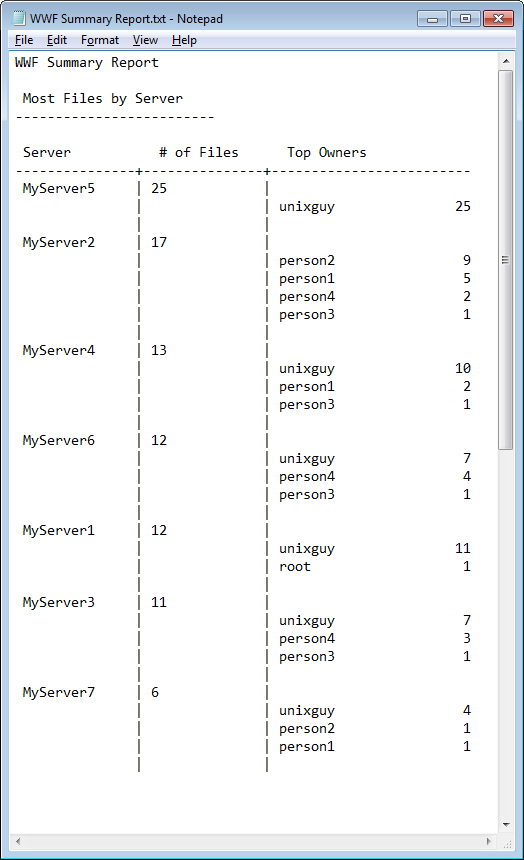 WWF Summary Report.txt - Notepad
File Edit Format View Help
WWF Summary Report
Most Files by Server
-------------------------
Server # of Files Top Owners
---------------+---------------+-------------------------
MyServer5 | 25 |
| | unixguy 25
| |
MyServer2 | 17 |
| | person2 9
| | person1 5
| | person4 2
| | person3 1
| |
MyServer4 | 13 |
| | unixguy 10
| | person1 2
| | person3 1
| |
MyServer6 | 12 |
| | unixguy 7
| | person4 4
| | person3 1
| |
MyServer1 | 12 |
| | unixguy 11
| | root 1
| |
MyServer3 | 11 |
| | unixguy 7
| | person4 3
| | person3 1
| |
MyServer7 | 6 |
| | unixguy 4
| | person2 1
| | person1 1
| |